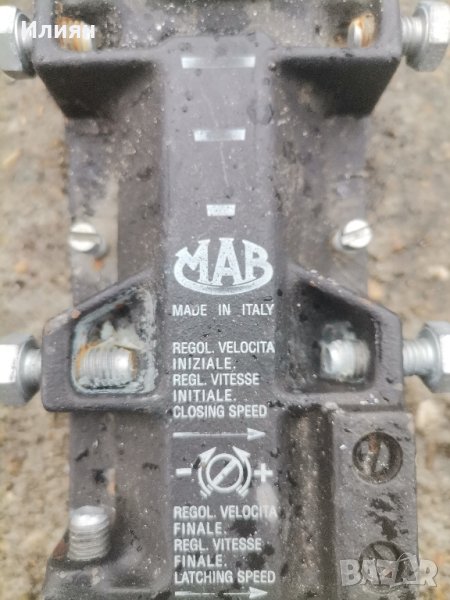 Илиян
MAB
MADE IN ITALY
REGOL. VELOCITA
INIZIALE.
REGL. VITESSE
INITIALE.
CLOSING SPEED
- +
REGOL. VELOCITA
FINALE.
REGL. VITESSE
FINALE.
LATCHING SPEED
BAZAR